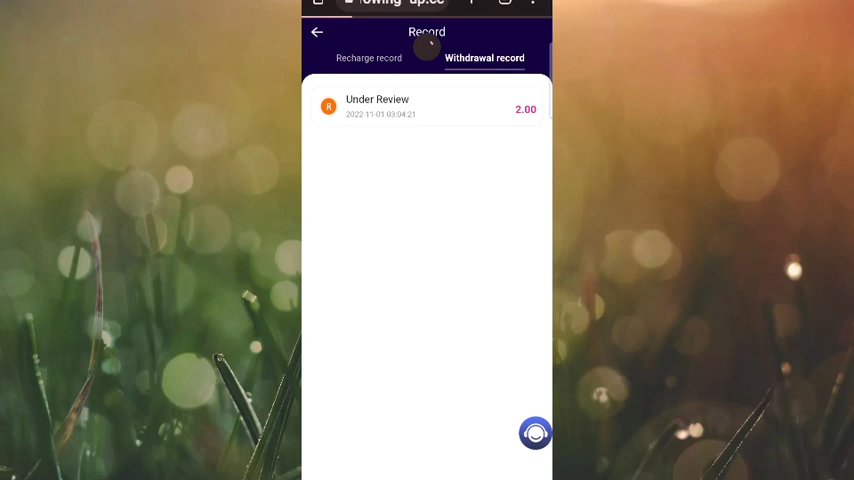 Record
Recharge record
Withdrawal record
R
Under Review
2022-11-01 03:04:21
2.00